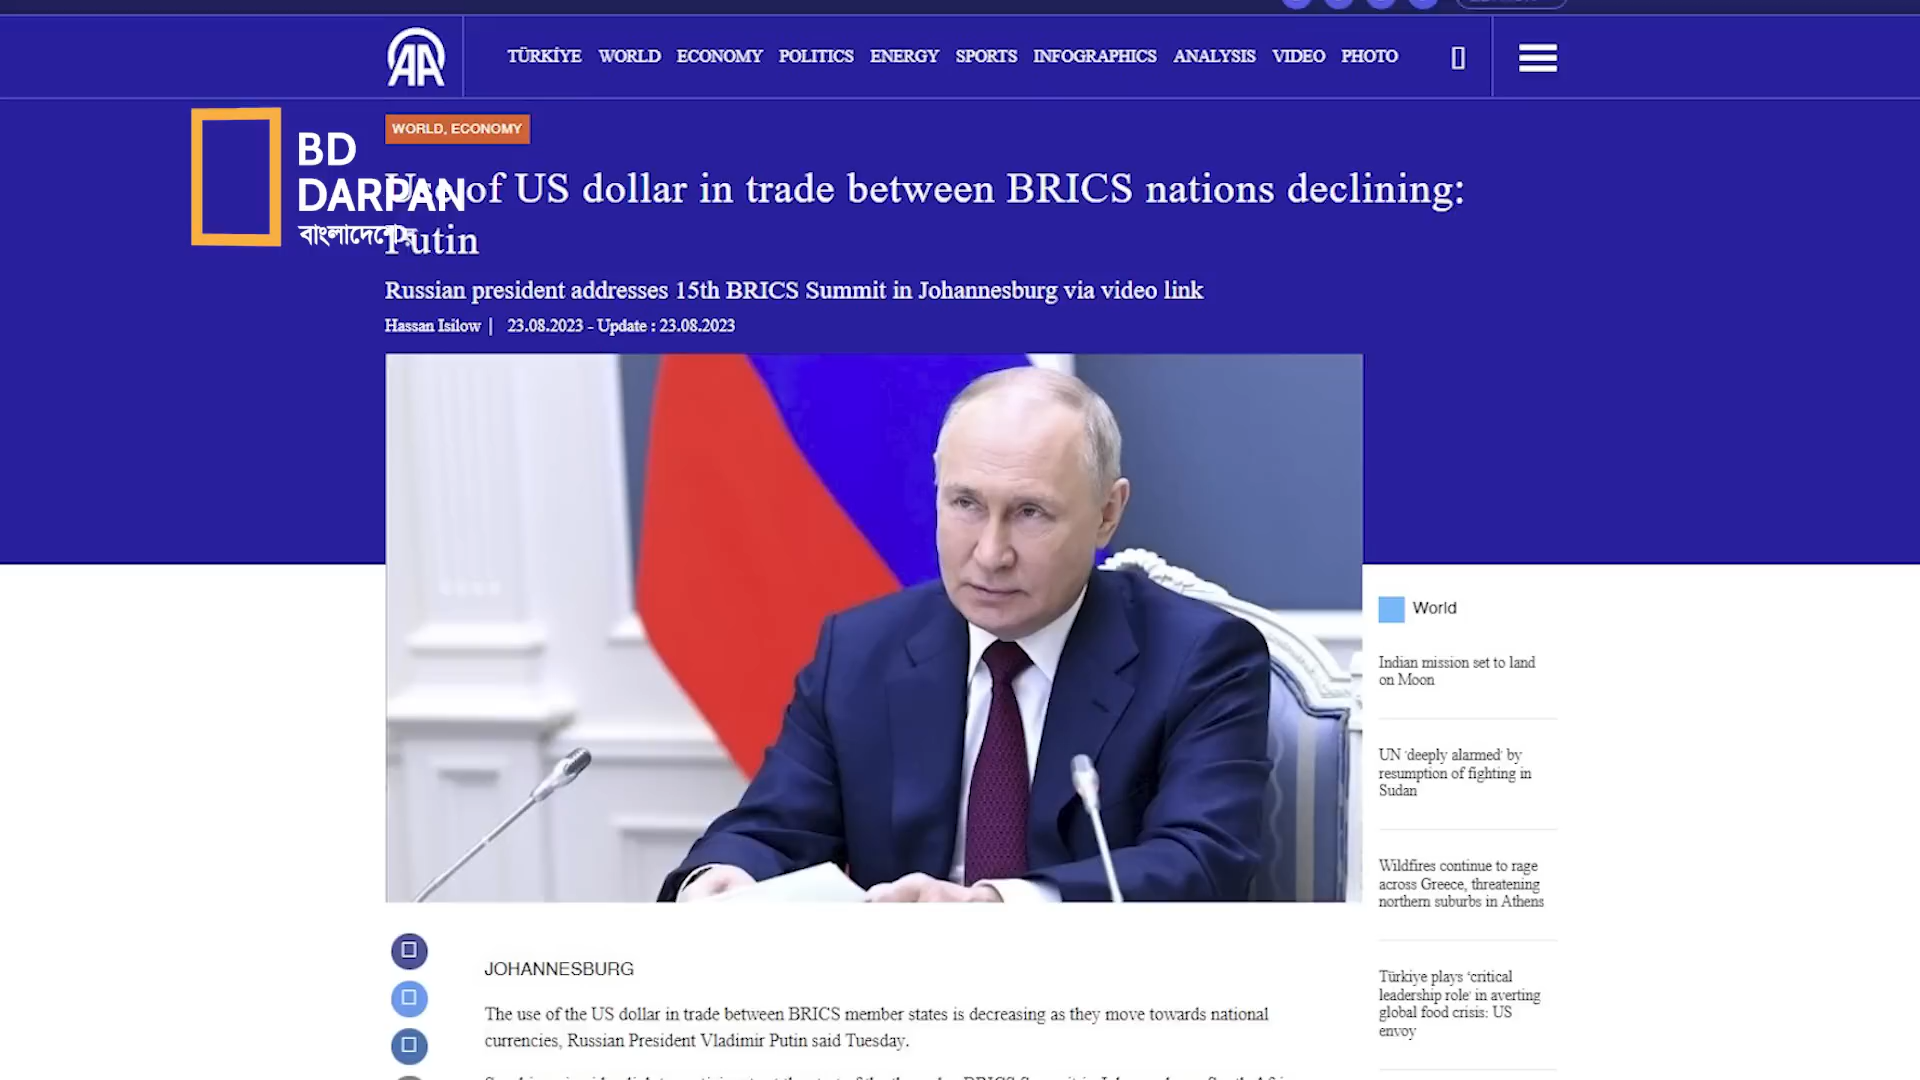 TÜRKİYE WORLD ECONOMY POLITICS ENERGY SPORTS INFOGRAPHICS ANALYSIS VIDEO PHOTO
AA
WORLD, ECONOMY
BD
DARPAN
বাংলাদেশের
Use of US dollar in trade between BRICS nations declining:
Putin
Russian president addresses 15th BRICS Summit in Johannesburg via video link
Hassan Isilow | 23.08.2023 - Update : 23.08.2023
World
Indian mission set to land
on Moon
UN 'deeply alarmed' by
resumption of fighting in
Sudan
Wildfires continue to rage
across Greece, threatening
northern suburbs in Athens
Türkiye plays ‘critical
leadership role' in averting
global food crisis: US
envoy
JOHANNESBURG
The use of the US dollar in trade between BRICS member states is decreasing as they move towards national
currencies, Russian President Vladimir Putin said Tuesday.